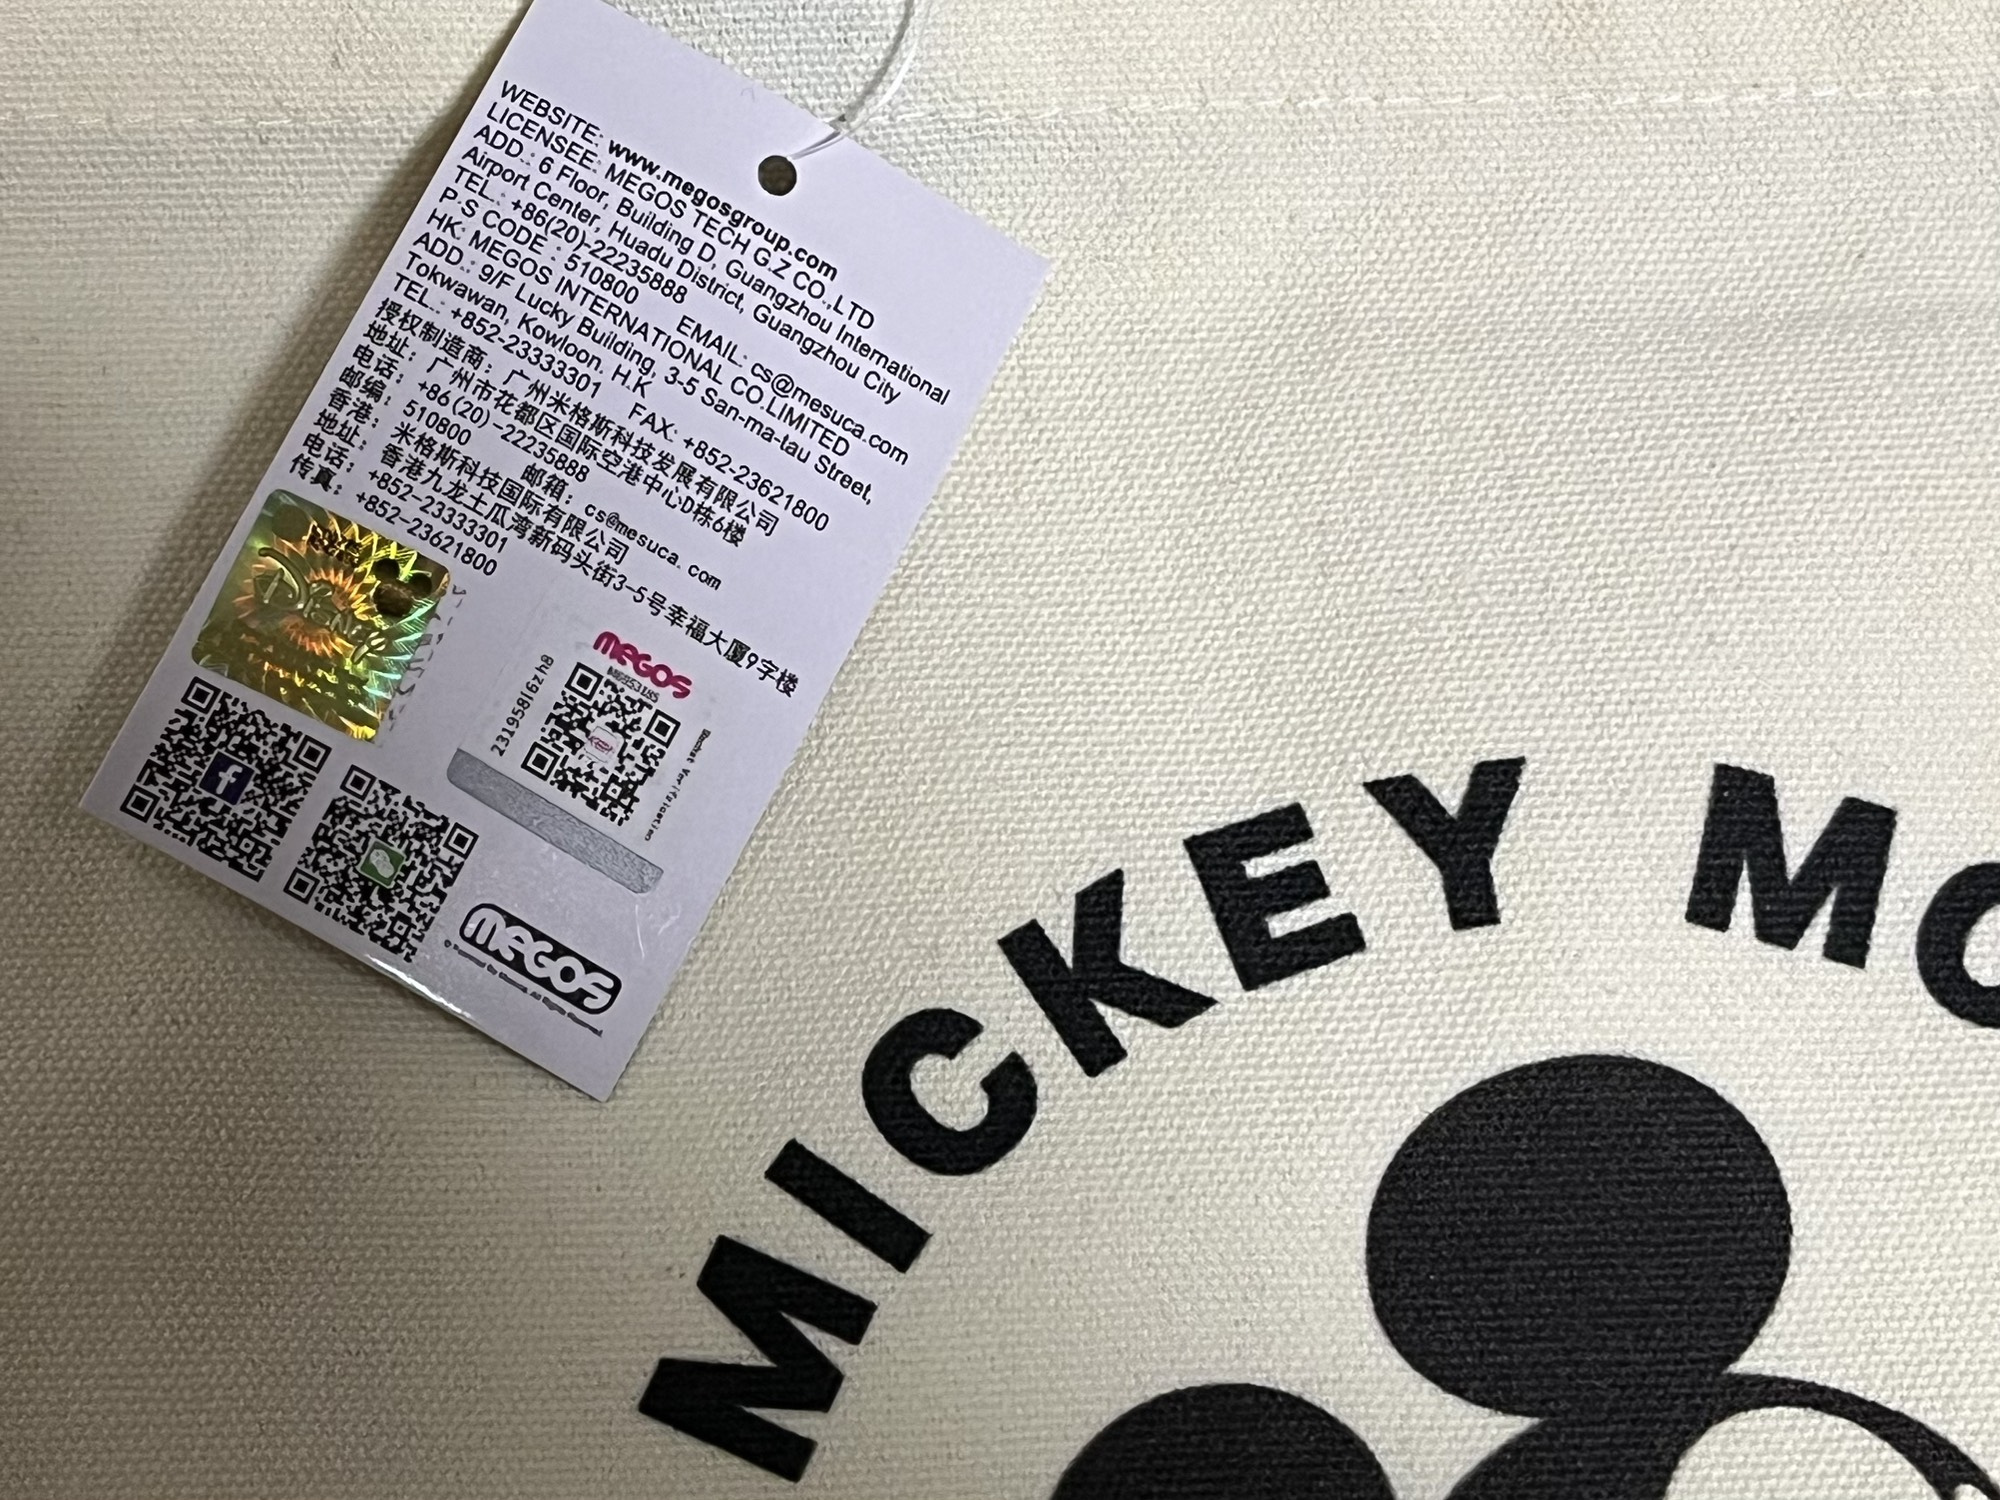 WEBSITE: www.megosgroup.com
LICENSEE: MEGOS TECH G.Z CO.,LTD
ADD.: 6 Floor, Building D, Guangzhou International
Airport Center, Huadu District, Guangzhou City
TEL.: +86(20)-22235888 EMAIL: cs@mesuca.com
P·S CODE : 510800
HK: MEGOS INTERNATIONAL CO.LIMITED
ADD.: 9/F Lucky Building, 3-5 San-ma-tau Street,
Tokwawan, Kowloon. H.K
TEL.: +852-23333301 FAX: +852-23621800
授权制造商: 广州米格斯科技发展有限公司
地址: 广州市花都区国际空港中心D栋6楼
电话: +86(20)-22235888 邮箱: cs@mesuca.com
邮编: 510800
香港: 米格斯科技国际有限公司
地址: 香港九龙土瓜湾新码头街3-5号幸福大厦9字楼
电话: +852-23333301
传真: +852-23621800
Disney
MEGOS
231958l6zh8
MEGOS
MICKEY MO